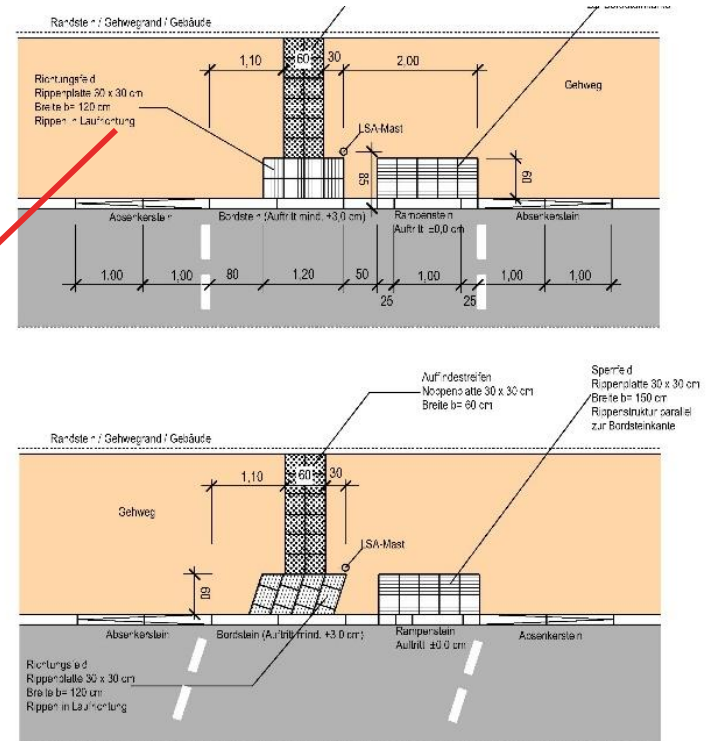 Randstein / Gehwegrand / Gebäude
1,10
60
30
2,00
Richtungsfeld
Rippenplatte 30 x 30 cm
Breite b= 120 cm
Rippen in Laufrichtung
Gehweg
LSA-Mast
85
60
Absenkerstein
Bordstein (Auftritt mind. +3,0 cm)
Rampenstein
Auftritt ±0,0 cm
Absenkerstein
1,00
1,00
80
1,20
50
25
1,00
25
1,00
1,00
Auffindestreifen
Noppenplatte 30 x 30 cm
Breite b= 60 cm
Sperrfeld
Rippenplatte 30 x 30 cm
Breite b= 150 cm
Rippenstruktur parallel
zur Bordsteinkante
Randstein / Gehwegrand / Gebäude
1,10
60
30
Gehweg
LSA-Mast
60
Absenkerstein
Bordstein (Auftritt mind. +3,0 cm)
Rampenstein
Auftritt ±0,0 cm
Absenkerstein
Richtungsfeld
Rippenplatte 30 x 30 cm
Breite b= 120 cm
Rippen in Laufrichtung